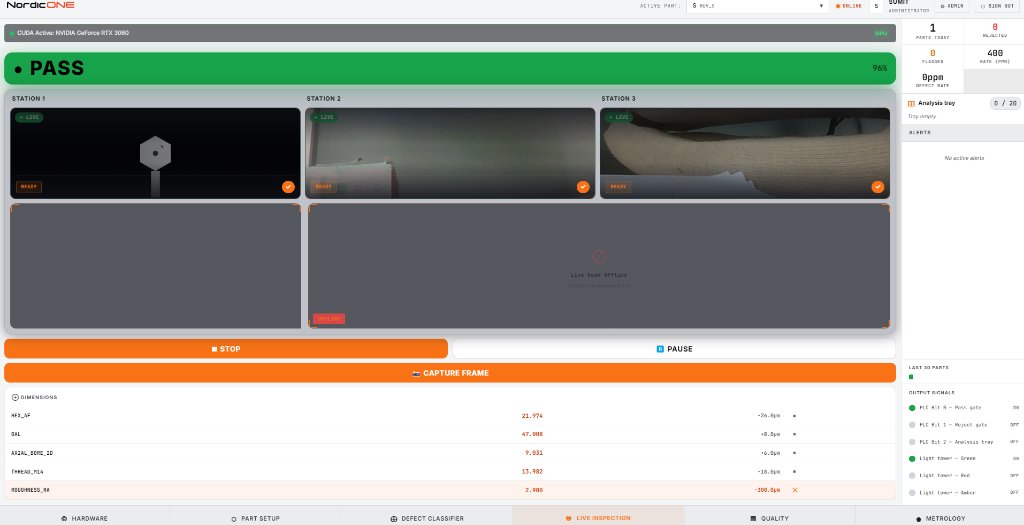 NordicONE
ACTIVE PART:
ONLINE
S
SUMIT
ADMINISTRATOR
ADMIN
SIGN OUT
CUDA Active: NVIDIA GeForce RTX 3060
GPU
PASS
96%
STATION 1
STATION 2
STATION 3
LIVE
LIVE
LIVE
READY
READY
READY
Line Scan Offline
OFFLINE
STOP
PAUSE
CAPTURE FRAME
DIMENSIONS
HEX_AF 21.974 -26.0μm
OAL 47.008 +8.0μm
AXIAL_BORE_ID 9.031 +6.0μm
THREAD_M14 13.982 -18.0μm
ROUGHNESS_RA 2.900 -300.0μm
1
PARTS TODAY
0
REJECTED
0
FLAGGED
400
RATE (PPM)
0ppm
DEFECT RATE
Analysis tray
0 / 20
Tray empty
ALERTS
No active alerts
LAST 30 PARTS
OUTPUT SIGNALS
PLC Bit 0 — Pass gate ON
PLC Bit 1 — Reject gate OFF
PLC Bit 2 — Analysis tray OFF
Light tower — Green ON
Light tower — Red OFF
Light tower — Amber OFF
HARDWARE
PART SETUP
DEFECT CLASSIFIER
LIVE INSPECTION
QUALITY
METROLOGY